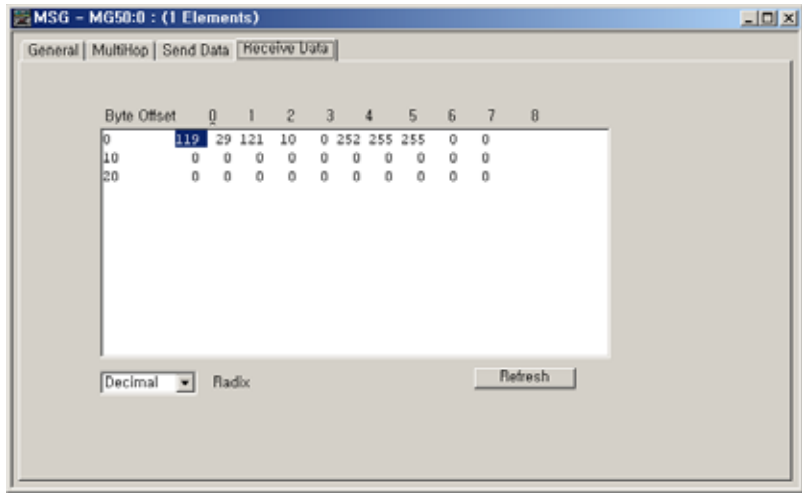 MSG - MG50:0 : (1 Elements)
General MultiHop Send Data Receive Data
Byte Offset 0 1 2 3 4 5 6 7 8
0 119 29 121 10 0 252 255 255 0 0
10 0 0 0 0 0 0 0 0 0 0
20 0 0 0 0 0 0 0 0 0 0
Decimal Radix Refresh